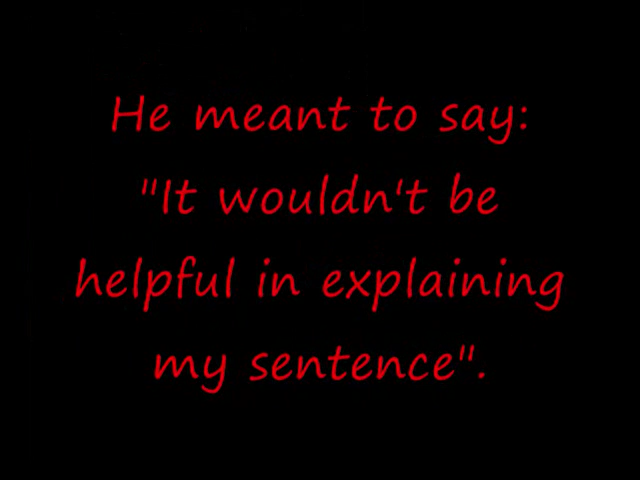 He meant to say:
"It wouldn't be
helpful in explaining
my sentence".